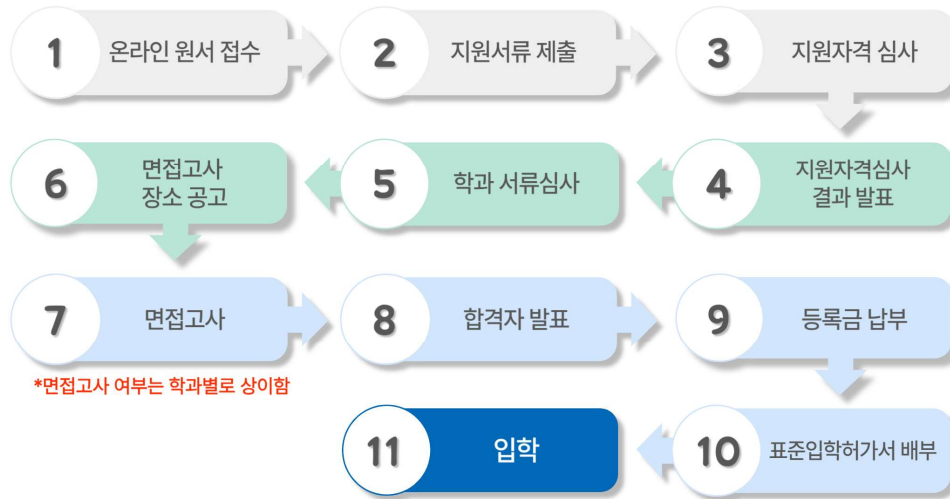 1 온라인 원서 접수
2 지원서류 제출
3 지원자격 심사
4 지원자격심사
결과 발표
5 학과 서류심사
6 면접고사
장소 공고
7 면접고사
*면접고사 여부는 학과별로 상이함
8 합격자 발표
9 등록금 납부
10 표준입학허가서 배부
11 입학